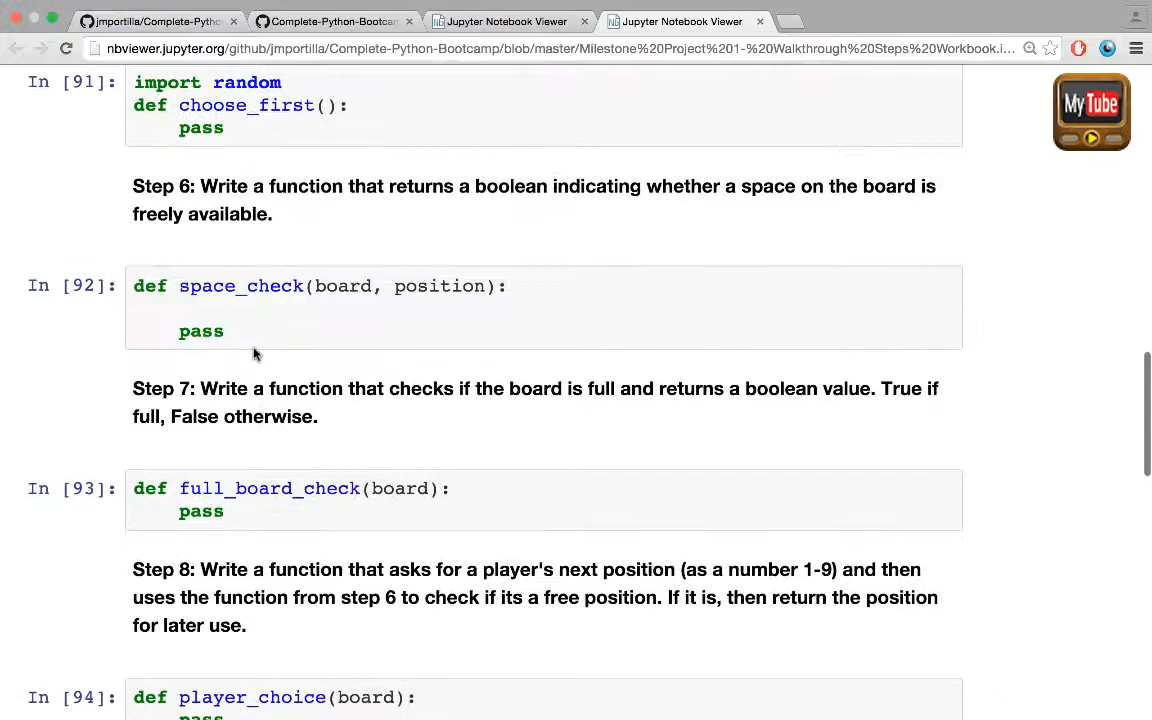 jmportilla/Complete-Pytho
Complete-Python-Bootcam
Jupyter Notebook Viewer
Jupyter Notebook Viewer
nbviewer.jupyter.org/github/jmportilla/Complete-Python-Bootcamp/blob/master/Milestone%20Project%201-%20Walkthrough%20Steps%20Workbook.i...
In [91]:
import random
def choose_first():
pass
MyTube
Step 6: Write a function that returns a boolean indicating whether a space on the board is
freely available.
In [92]:
def space_check(board, position):
pass
Step 7: Write a function that checks if the board is full and returns a boolean value. True if
full, False otherwise.
In [93]:
def full_board_check(board):
pass
Step 8: Write a function that asks for a player's next position (as a number 1-9) and then
uses the function from step 6 to check if its a free position. If it is, then return the position
for later use.
In [94]:
def player_choice(board):
pass